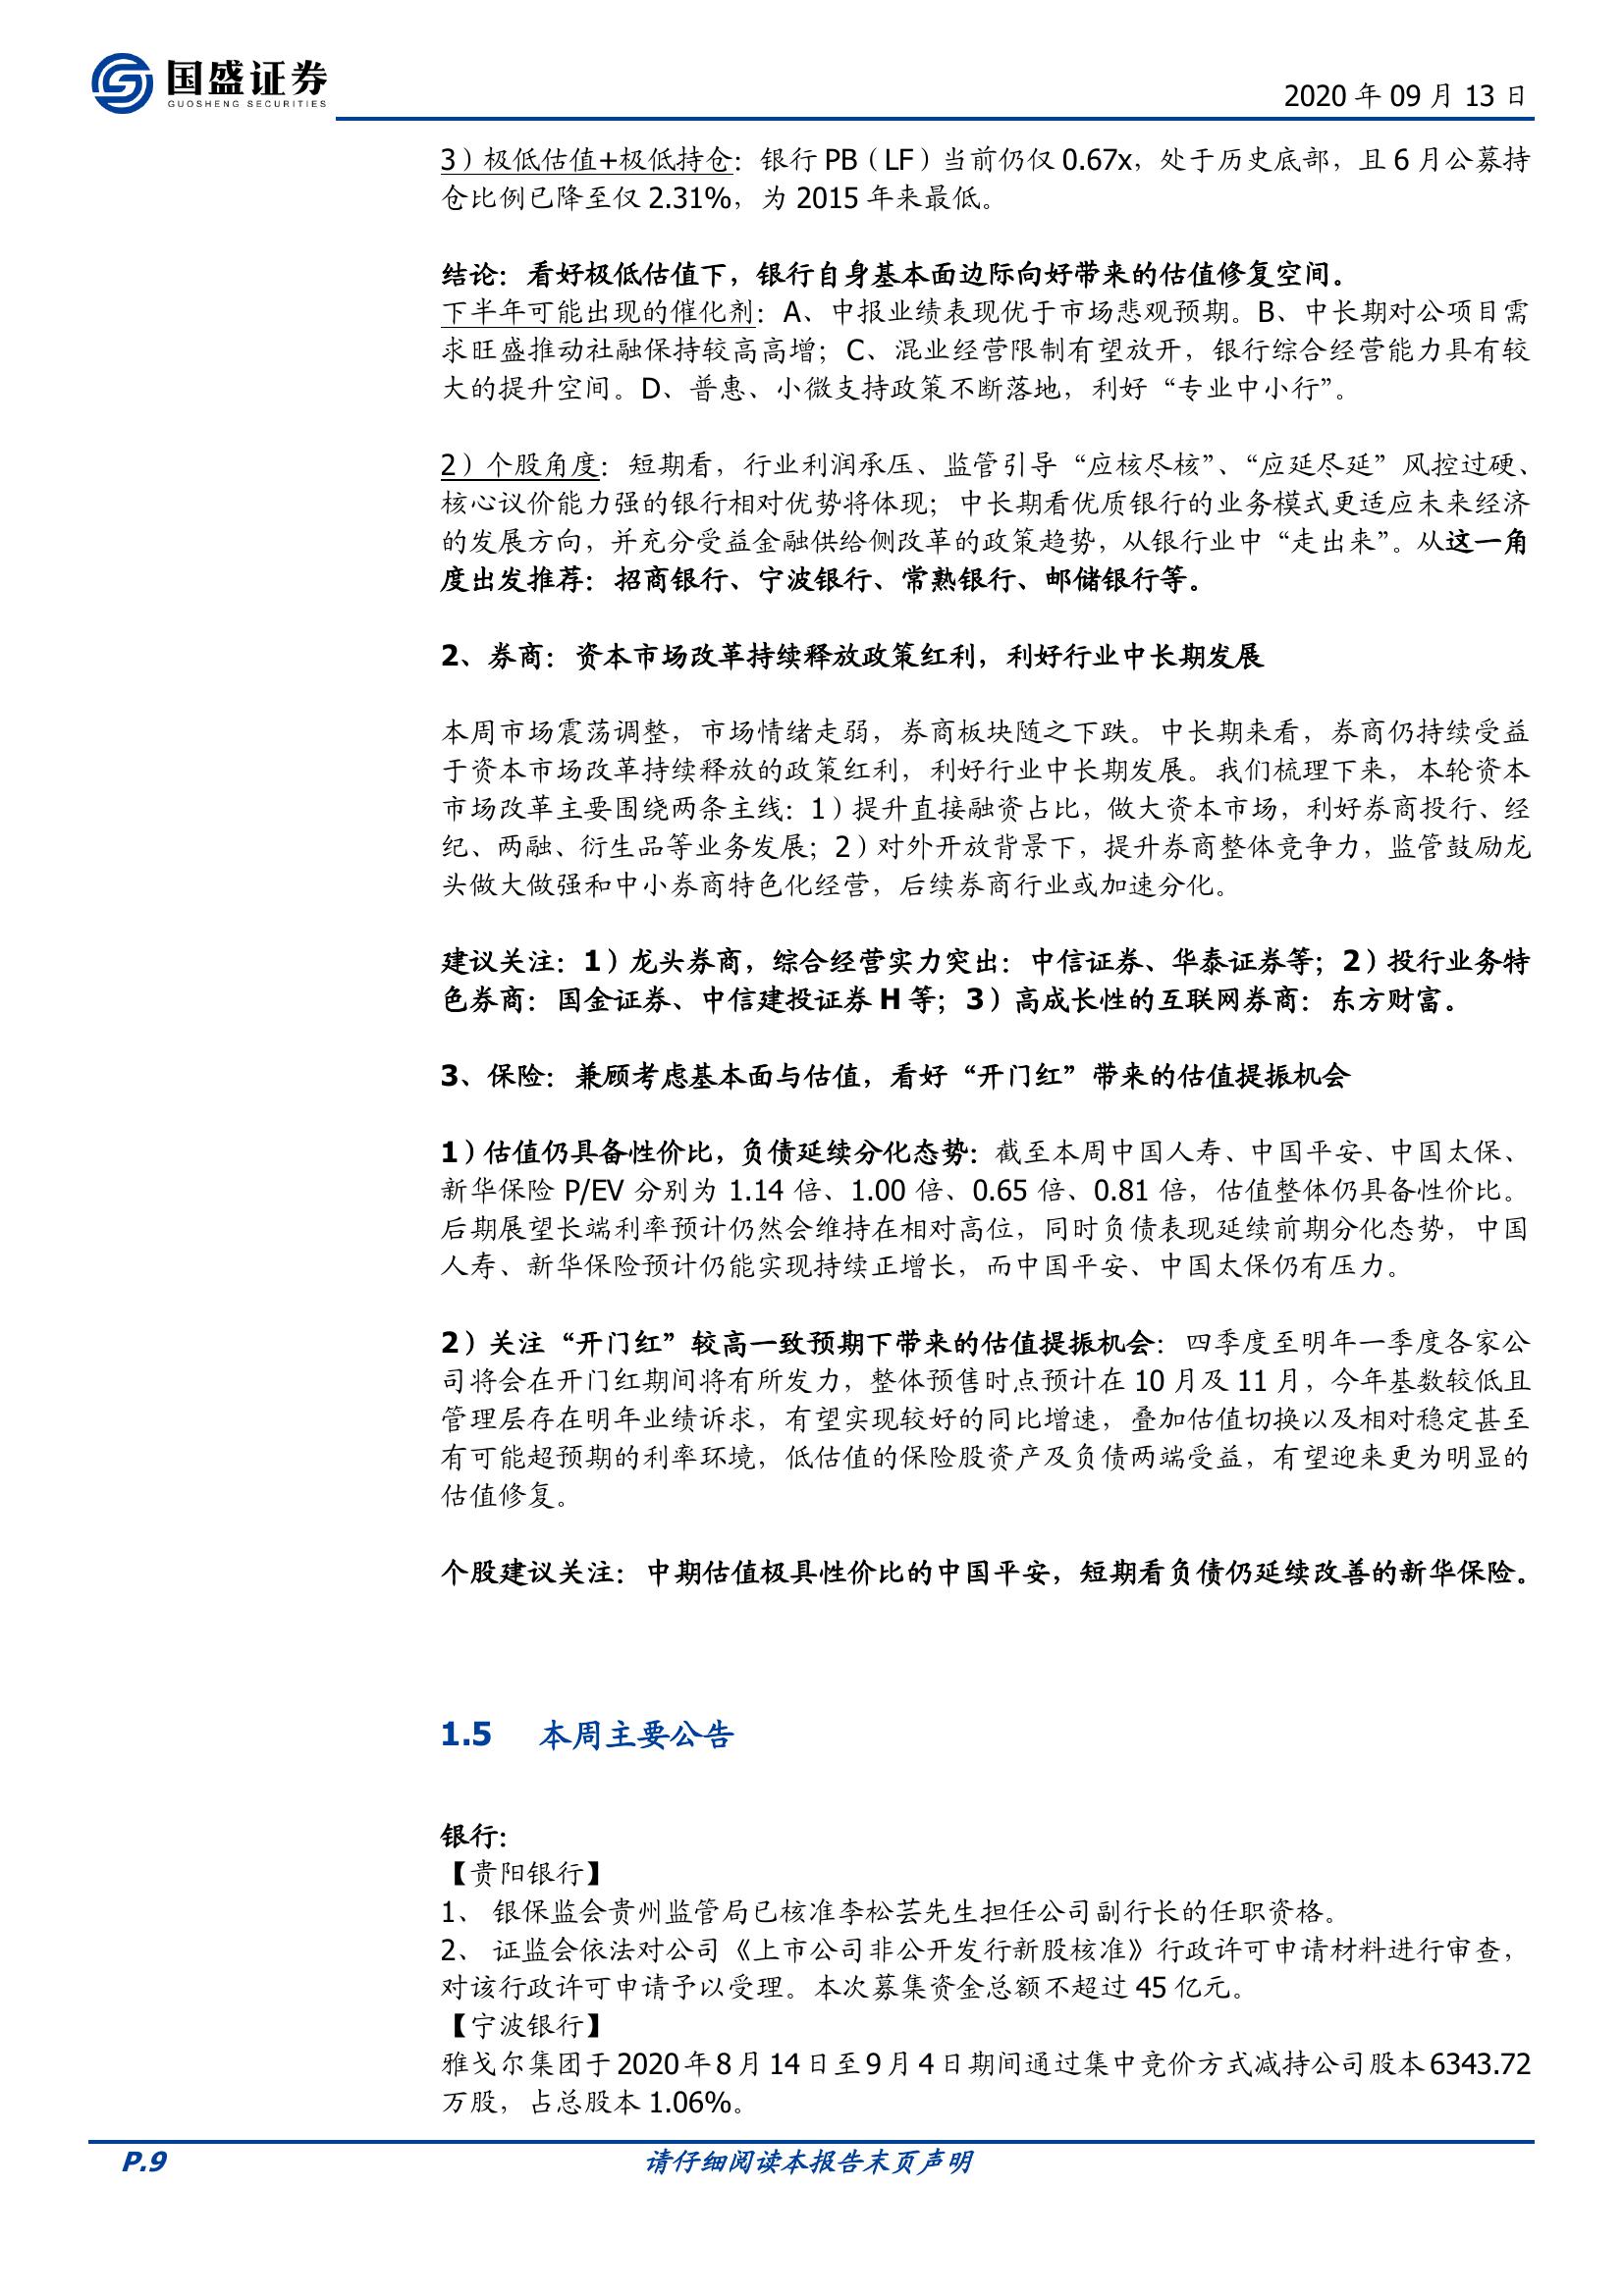 国盛证券
GUOSHENG SECURITIES
2020 年 09 月 13 日
3）极低估值+极低持仓：银行 PB（LF）当前仍仅 0.67x，处于历史底部，且 6 月公募持
仓比例已降至仅 2.31%，为 2015 年来最低。
结论：看好极低估值下，银行自身基本面边际向好带来的估值修复空间。
下半年可能出现的催化剂：A、中报业绩表现优于市场悲观预期。B、中长期对公项目需
求旺盛推动社融保持较高高增；C、混业经营限制有望放开，银行综合经营能力具有较
大的提升空间。D、普惠、小微支持政策不断落地，利好“专业中小行”。
2）个股角度：短期看，行业利润承压、监管引导“应核尽核”、“应延尽延”风控过硬、
核心议价能力强的银行相对优势将体现；中长期看优质银行的业务模式更适应未来经济
的发展方向，并充分受益金融供给侧改革的政策趋势，从银行业中“走出来”。从这一角
度出发推荐：招商银行、宁波银行、常熟银行、邮储银行等。
2、券商：资本市场改革持续释放政策红利，利好行业中长期发展
本周市场震荡调整，市场情绪走弱，券商板块随之下跌。中长期来看，券商仍持续受益
于资本市场改革持续释放的政策红利，利好行业中长期发展。我们梳理下来，本轮资本
市场改革主要围绕两条主线：1）提升直接融资占比，做大资本市场，利好券商投行、经
纪、两融、衍生品等业务发展；2）对外开放背景下，提升券商整体竞争力，监管鼓励龙
头做大做强和中小券商特色化经营，后续券商行业或加速分化。
建议关注：1）龙头券商，综合经营实力突出：中信证券、华泰证券等；2）投行业务特
色券商：国金证券、中信建投证券 H 等；3）高成长性的互联网券商：东方财富。
3、保险：兼顾考虑基本面与估值，看好“开门红”带来的估值提振机会
1）估值仍具备性价比，负债延续分化态势：截至本周中国人寿、中国平安、中国太保、
新华保险 P/EV 分别为 1.14 倍、1.00 倍、0.65 倍、0.81 倍，估值整体仍具备性价比。
后期展望长端利率预计仍然会维持在相对高位，同时负债表现延续前期分化态势，中国
人寿、新华保险预计仍能实现持续正增长，而中国平安、中国太保仍有压力。
2）关注“开门红”较高一致预期下带来的估值提振机会：四季度至明年一季度各家公
司将会在开门红期间将有所发力，整体预售时点预计在 10 月及 11 月，今年基数较低且
管理层存在明年业绩诉求，有望实现较好的同比增速，叠加估值切换以及相对稳定甚至
有可能超预期的利率环境，低估值的保险股资产及负债两端受益，有望迎来更为明显的
估值修复。
个股建议关注：中期估值极具性价比的中国平安，短期看负债仍延续改善的新华保险。
1.5 本周主要公告
银行：
【贵阳银行】
1、 银保监会贵州监管局已核准李松芸先生担任公司副行长的任职资格。
2、 证监会依法对公司《上市公司非公开发行新股核准》行政许可申请材料进行审查，
对该行政许可申请予以受理。本次募集资金总额不超过 45 亿元。
【宁波银行】
雅戈尔集团于 2020 年 8 月 14 日至 9 月 4 日期间通过集中竞价方式减持公司股本 6343.72
万股，占总股本 1.06%。
P.9
请仔细阅读本报告末页声明